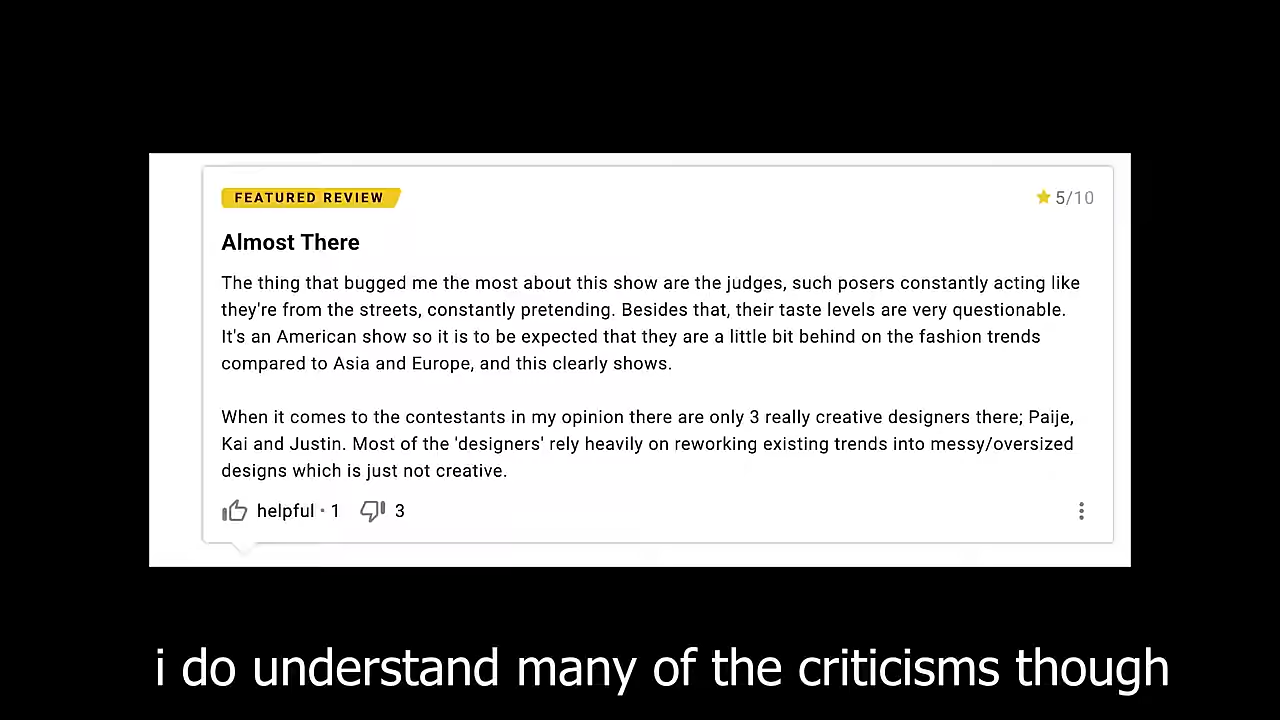 FEATURED REVIEW
5/10
Almost There
The thing that bugged me the most about this show are the judges, such posers constantly acting like
they're from the streets, constantly pretending. Besides that, their taste levels are very questionable.
It's an American show so it is to be expected that they are a little bit behind on the fashion trends
compared to Asia and Europe, and this clearly shows.
When it comes to the contestants in my opinion there are only 3 really creative designers there; Paije,
Kai and Justin. Most of the 'designers' rely heavily on reworking existing trends into messy/oversized
designs which is just not creative.
helpful • 1 3
i do understand many of the criticisms though